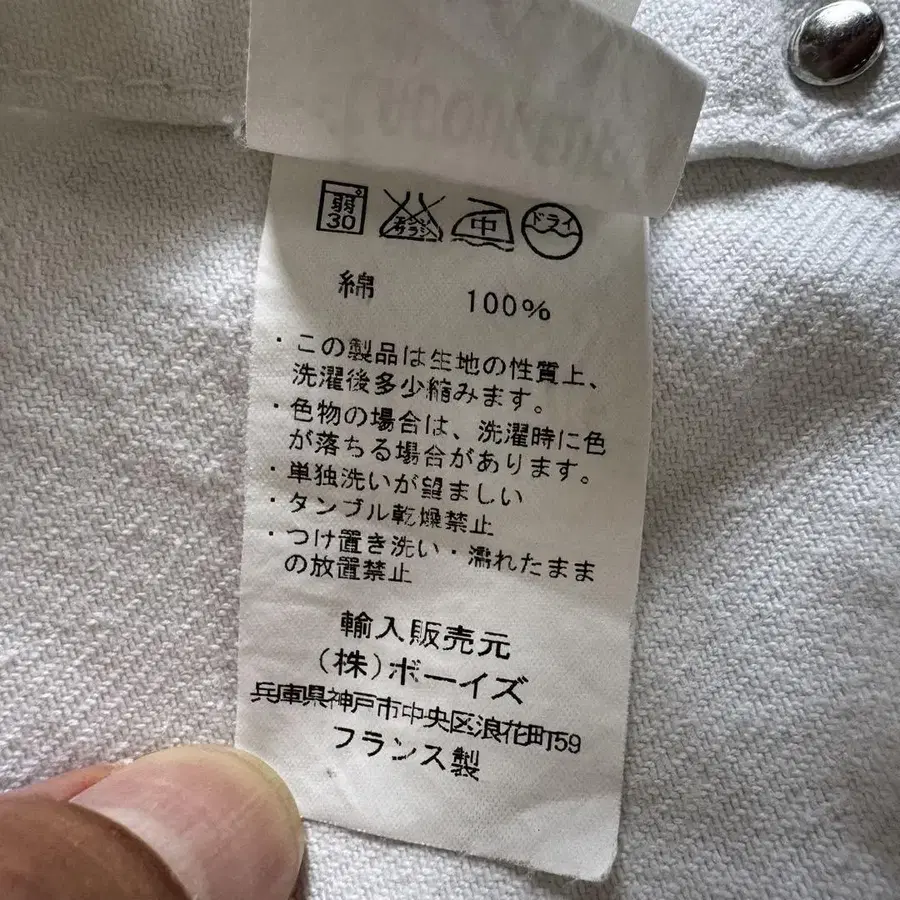 弱
30
中
ドライ
綿 100%
・この製品は生地の性質上、
洗濯後多少縮みます。
・色物の場合は、洗濯時に色
が落ちる場合があります。
・単独洗いが望ましい
・タンブル乾燥禁止
・つけ置き洗い・濡れたまま
の放置禁止
輸入販売元
(株)ボーイズ
兵庫県神戸市中央区浪花町59
フランス製